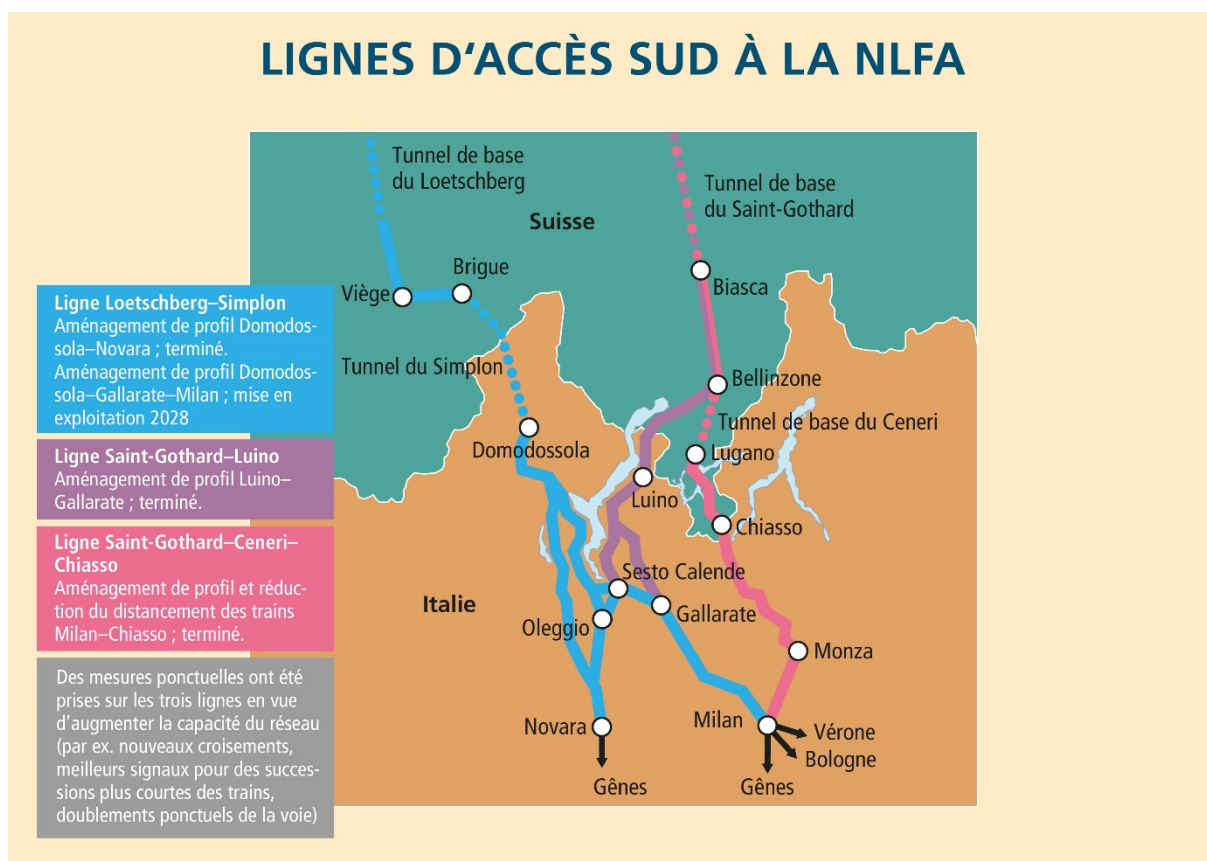 LIGNES D'ACCÈS SUD À LA NLFA
Tunnel de base
du Loetschberg
Tunnel de base
du Saint-Gothard
Suisse
Brigue
Viège
Biasca
Ligne Loetschberg–Simplon
Aménagement de profil Domodos-
sola–Novara ; terminé.
Aménagement de profil Domodos-
sola–Gallarate–Milan ; mise en
exploitation 2028
Tunnel du Simplon
Bellinzone
Tunnel de base du Ceneri
Domodossola
Lugano
Ligne Saint-Gothard–Luino
Aménagement de profil Luino–
Gallarate ; terminé.
Luino
Chiasso
Ligne Saint-Gothard–Ceneri–
Chiasso
Aménagement de profil et réduc-
tion du distancement des trains
Milan–Chiasso ; terminé.
Sesto Calende
Italie
Gallarate
Oleggio
Monza
Des mesures ponctuelles ont été
prises sur les trois lignes en vue
d'augmenter la capacité du réseau
(par ex. nouveaux croisements,
meilleurs signaux pour des succes-
sions plus courtes des trains,
doublements ponctuels de la voie)
Novara
Milan
Vérone
Bologne
Gênes
Gênes